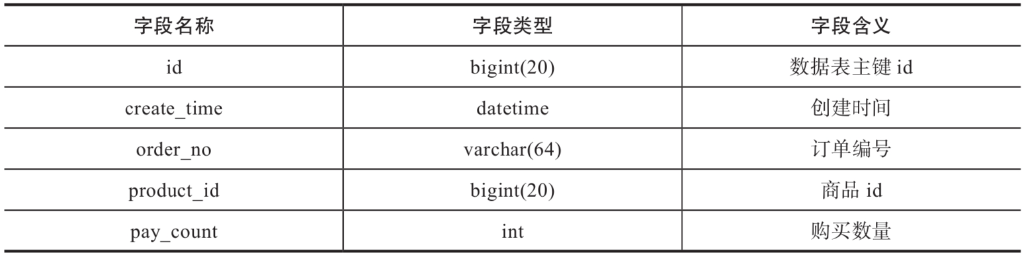 字段名称 字段类型 字段含义
id bigint(20) 数据表主键 id
create_time datetime 创建时间
order_no varchar(64) 订单编号
product_id bigint(20) 商品 id
pay_count int 购买数量